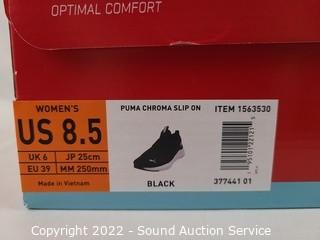 OPTIMAL COMFORT
WOMEN'S
US 8.5
UK 6 JP 25cm
EU 39 MM 250mm
Made in Vietnam
PUMA CHROMA SLIP ON
BLACK
ITEM 1563530
377441 01
Copyright 2022 - Sound Auction Service